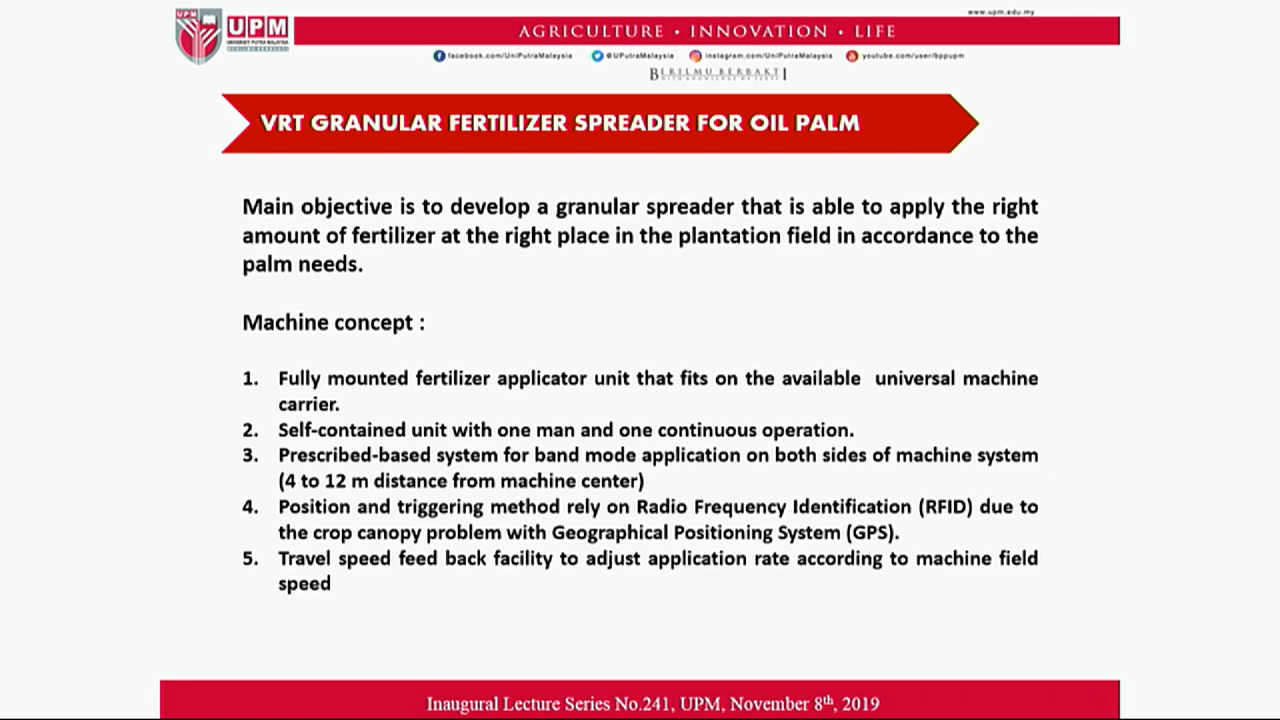 www.upm.edu.my
UPM
UPM
UNIVERSITI PUTRA MALAYSIA
AGRICULTURE • INNOVATION • LIFE
facebook.com/UniPutraMalaysia @UPutraMalaysia instagram.com/UniPutraMalaysia youtube.com/user/bppupm
BERILMU BERBAKTI
VRT GRANULAR FERTILIZER SPREADER FOR OIL PALM
Main objective is to develop a granular spreader that is able to apply the right
amount of fertilizer at the right place in the plantation field in accordance to the
palm needs.
Machine concept :
1. Fully mounted fertilizer applicator unit that fits on the available universal machine
carrier.
2. Self-contained unit with one man and one continuous operation.
3. Prescribed-based system for band mode application on both sides of machine system
(4 to 12 m distance from machine center)
4. Position and triggering method rely on Radio Frequency Identification (RFID) due to
the crop canopy problem with Geographical Positioning System (GPS).
5. Travel speed feed back facility to adjust application rate according to machine field
speed
Inaugural Lecture Series No.241, UPM, November 8th, 2019